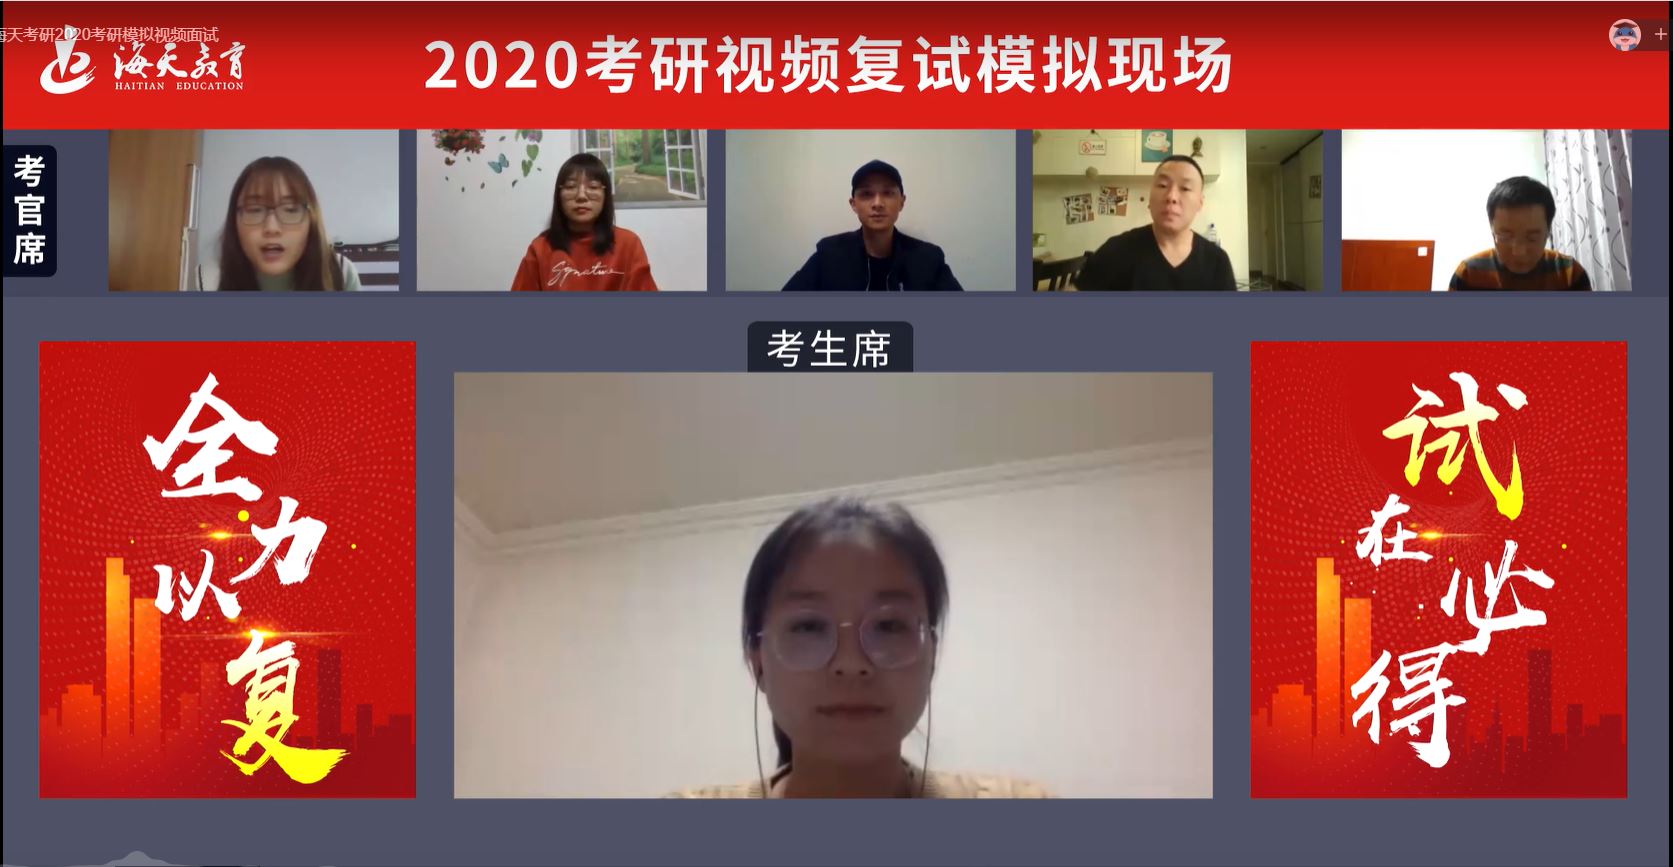 海天考研2020考研模拟视频面试
海天教育
HAITIAN EDUCATION
2020考研视频复试模拟现场
考官席
Signature
考生席
全力以复
试在必得